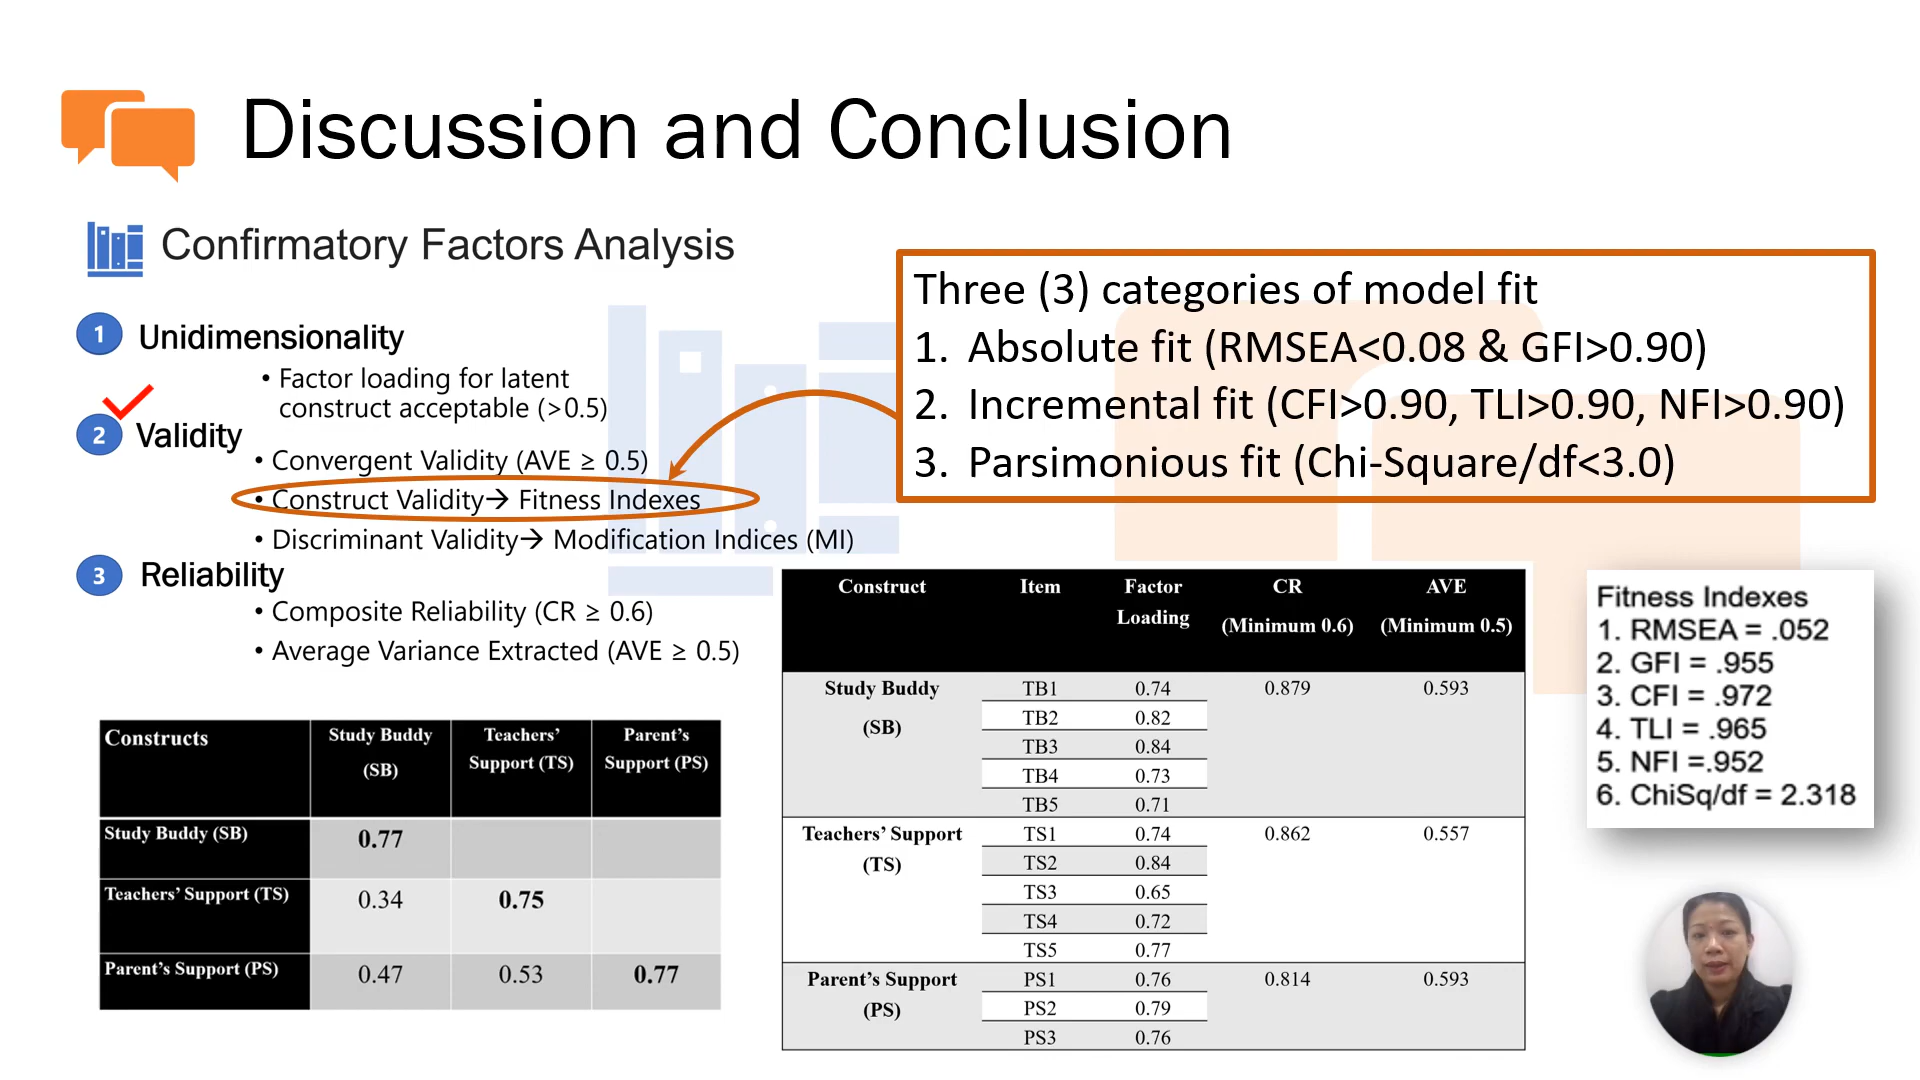 Discussion and Conclusion
Confirmatory Factors Analysis
1 Unidimensionality
• Factor loading for latent
construct acceptable (>0.5)
2 Validity
• Convergent Validity (AVE ≥ 0.5)
• Construct Validity→ Fitness Indexes
• Discriminant Validity→ Modification Indices (MI)
3 Reliability
• Composite Reliability (CR ≥ 0.6)
• Average Variance Extracted (AVE ≥ 0.5)
Three (3) categories of model fit
1. Absolute fit (RMSEA<0.08 & GFI>0.90)
2. Incremental fit (CFI>0.90, TLI>0.90, NFI>0.90)
3. Parsimonious fit (Chi-Square/df<3.0)
Constructs Study Buddy (SB) Teachers’ Support (TS) Parent’s Support (PS)
Study Buddy (SB) 0.77
Teachers’ Support (TS) 0.34 0.75
Parent’s Support (PS) 0.47 0.53 0.77
Construct Item Factor Loading CR (Minimum 0.6) AVE (Minimum 0.5)
Study Buddy (SB) TB1 0.74 0.879 0.593
TB2 0.82
TB3 0.84
TB4 0.73
TB5 0.71
Teachers’ Support (TS) TS1 0.74 0.862 0.557
TS2 0.84
TS3 0.65
TS4 0.72
TS5 0.77
Parent’s Support (PS) PS1 0.76 0.814 0.593
PS2 0.79
PS3 0.76
Fitness Indexes
1. RMSEA = .052
2. GFI = .955
3. CFI = .972
4. TLI = .965
5. NFI =.952
6. ChiSq/df = 2.318